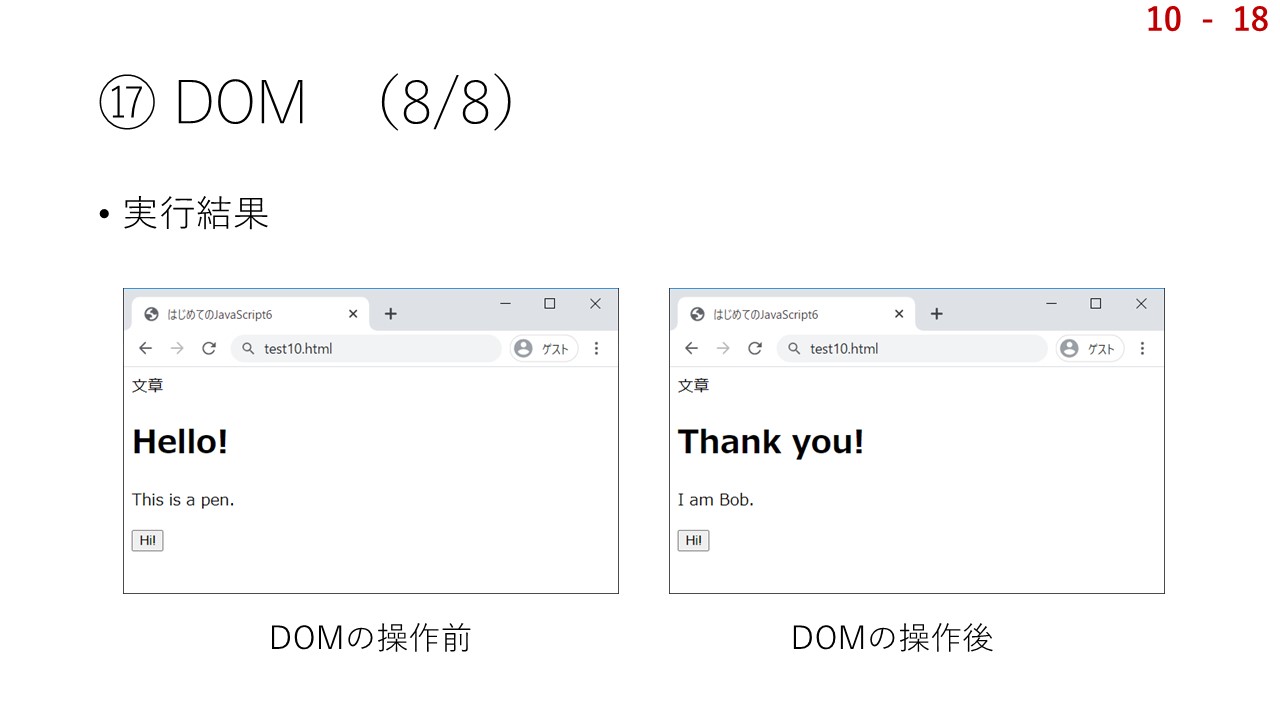 10 - 18
⑰ DOM （8/8）
• 実行結果
はじめてのJavaScript6
test10.html
ゲスト
文章
Hello!
This is a pen.
Hi!
DOMの操作前
はじめてのJavaScript6
test10.html
ゲスト
文章
Thank you!
I am Bob.
Hi!
DOMの操作後